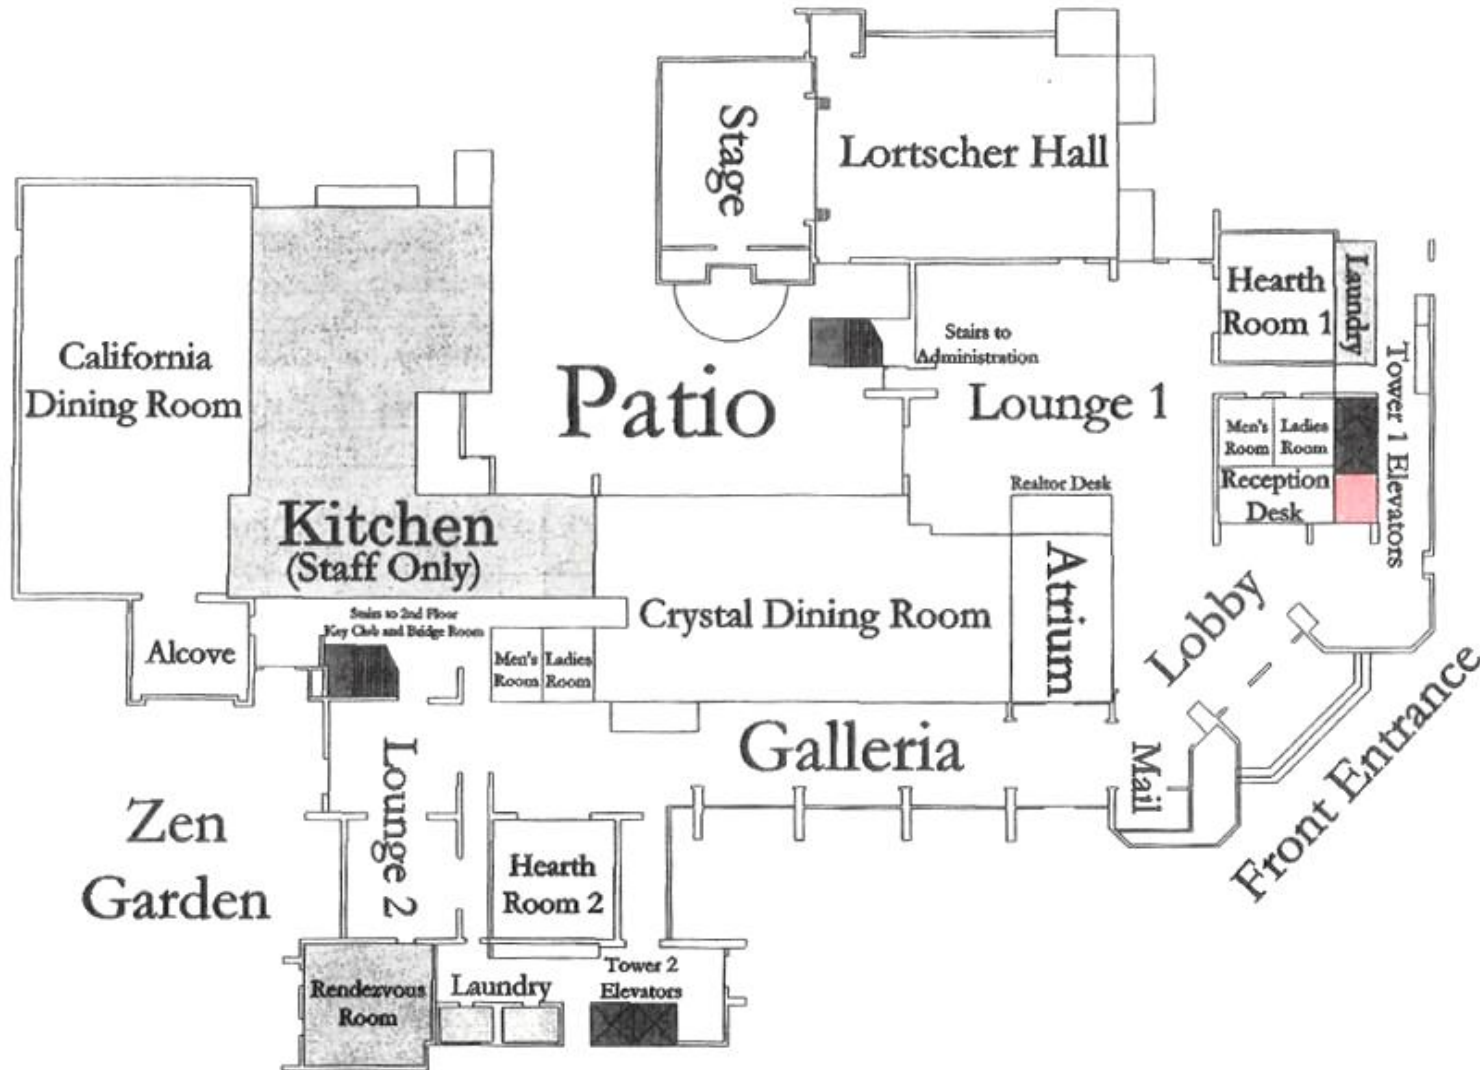 Stage
Lortscher Hall
Hearth
Room 1
Laundry
California
Dining Room
Patio
Stairs to
Administration
Lounge 1
Tower 1 Elevators
Men's
Room
Ladies
Room
Reception
Desk
Realtor Desk
Kitchen
(Staff Only)
Atrium
Crystal Dining Room
Lobby
Stairs to 2nd Floor
Key Club and Bridge Room
Alcove
Men's
Room
Ladies
Room
Galleria
Mail
Front Entrance
Lounge 2
Zen
Garden
Hearth
Room 2
Rendezvous
Room
Laundry
Tower 2
Elevators